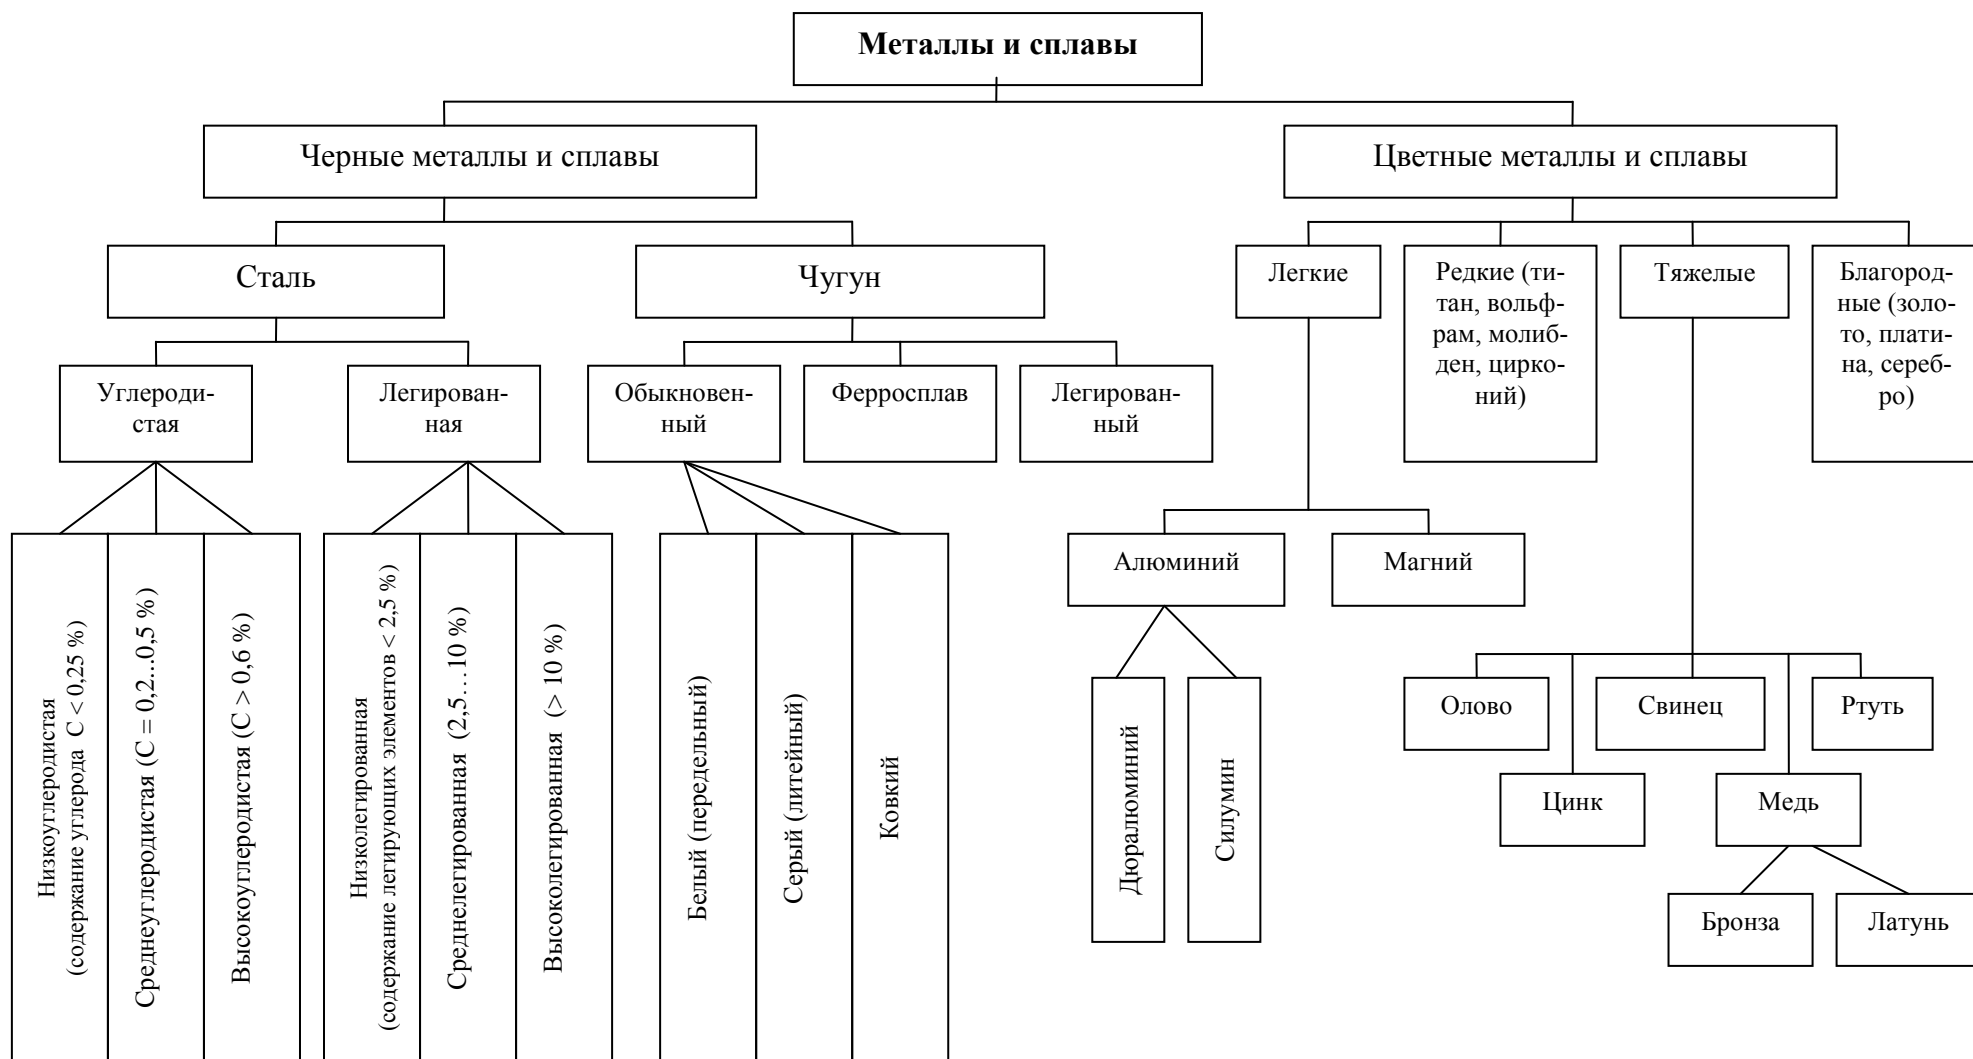 Металлы и сплавы
Черные металлы и сплавы
Цветные металлы и сплавы
Сталь
Чугун
Легкие
Редкие (ти-
тан, вольф-
рам, молиб-
ден, цирко-
ний)
Тяжелые
Благород-
ные (золо-
то, плати-
на, сереб-
ро)
Углероди-
стая
Легирован-
ная
Обыкновен-
ный
Ферросплав
Легирован-
ный
Низкоуглеродистая
(содержание углерода С < 0,25 %)
Среднеуглеродистая (С = 0,2...0,5 %)
Высокоуглеродистая (С > 0,6 %)
Низколегированная
(содержание легирующих элементов < 2,5 %)
Среднелегированная (2,5…10 %)
Высоколегированная (> 10 %)
Белый (передельный)
Серый (литейный)
Ковкий
Алюминий
Магний
Дюралюминий
Силумин
Олово
Свинец
Ртуть
Цинк
Медь
Бронза
Латунь